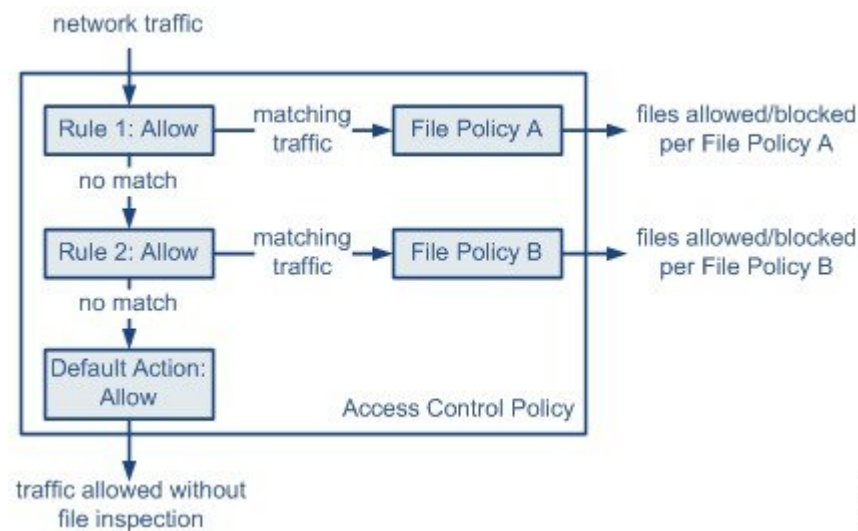 network traffic
Rule 1: Allow
matching
traffic
File Policy A
files allowed/blocked
per File Policy A
no match
Rule 2: Allow
matching
traffic
File Policy B
files allowed/blocked
per File Policy B
no match
Default Action:
Allow
Access Control Policy
traffic allowed without
file inspection